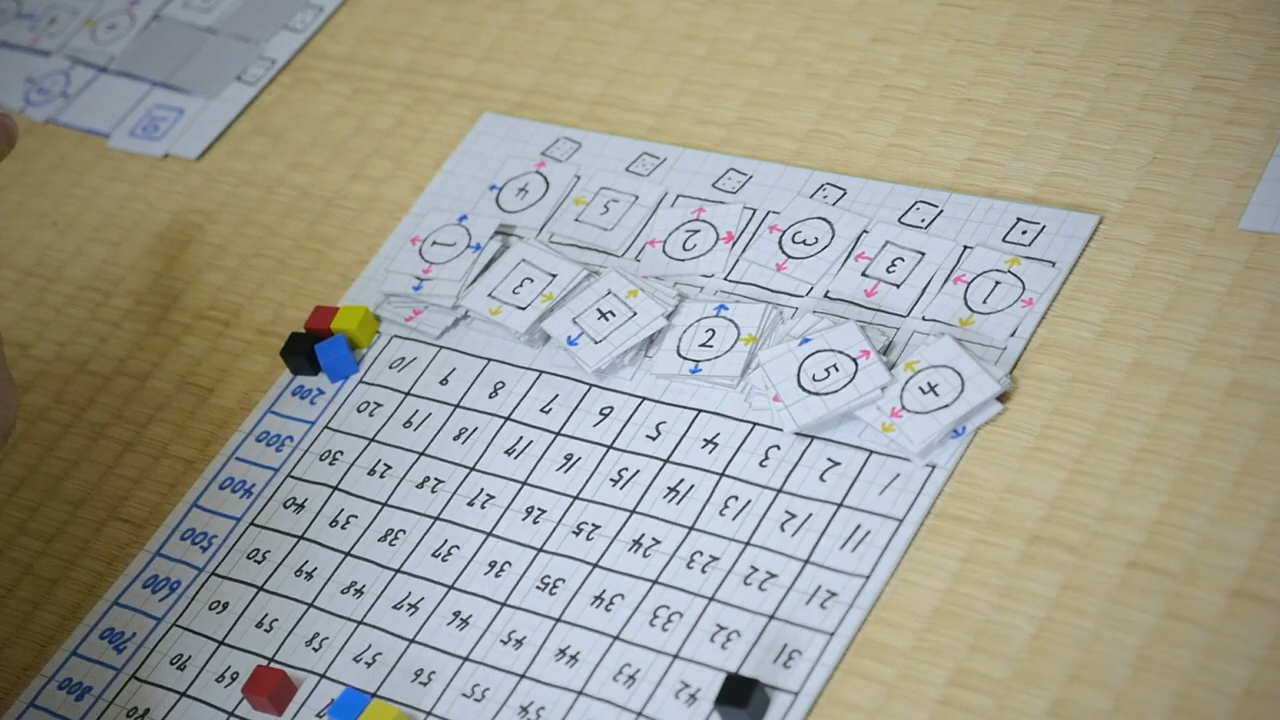 4 5 2 3 3 1
1 3 4 2 5 4
1 2 3 4 5 6 7 8 9 10
11 12 13 14 15 16 17 18 19 20
21 22 23 24 25 26 27 28 29 30
31 32 33 34 35 36 37 38 39 40
42 43 44 45 46 47 48 49 50
54 55 56 57 58 59 60
69 70
80
200
300
400
500
600
700
800